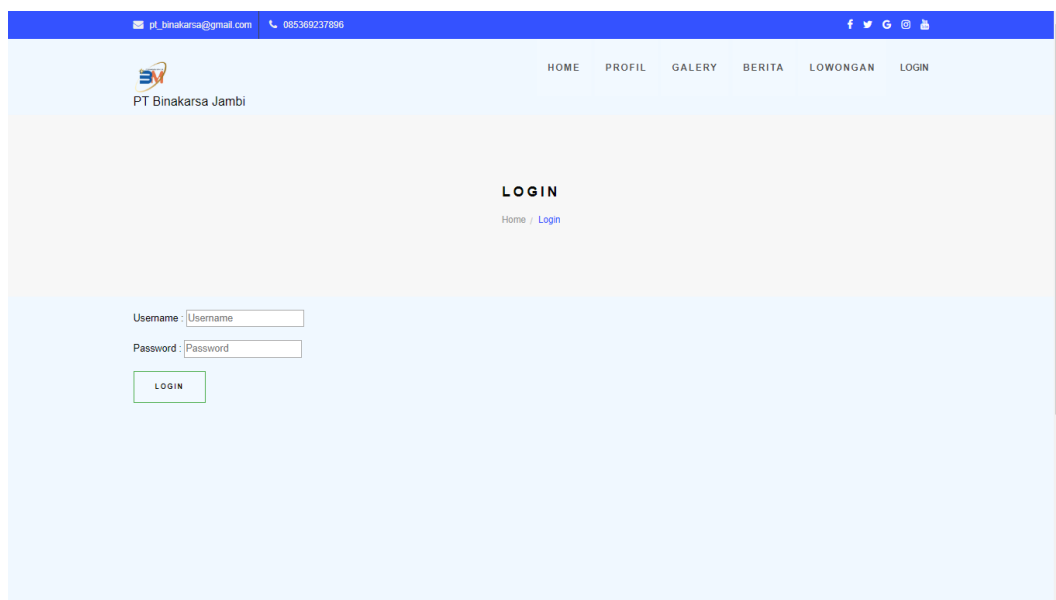 pt_binakarsa@gmail.com 085369237896
BM
PT Binakarsa Jambi
HOME PROFIL GALERY BERITA LOWONGAN LOGIN
LOGIN
Home / Login
Username : Username
Password : Password
LOGIN